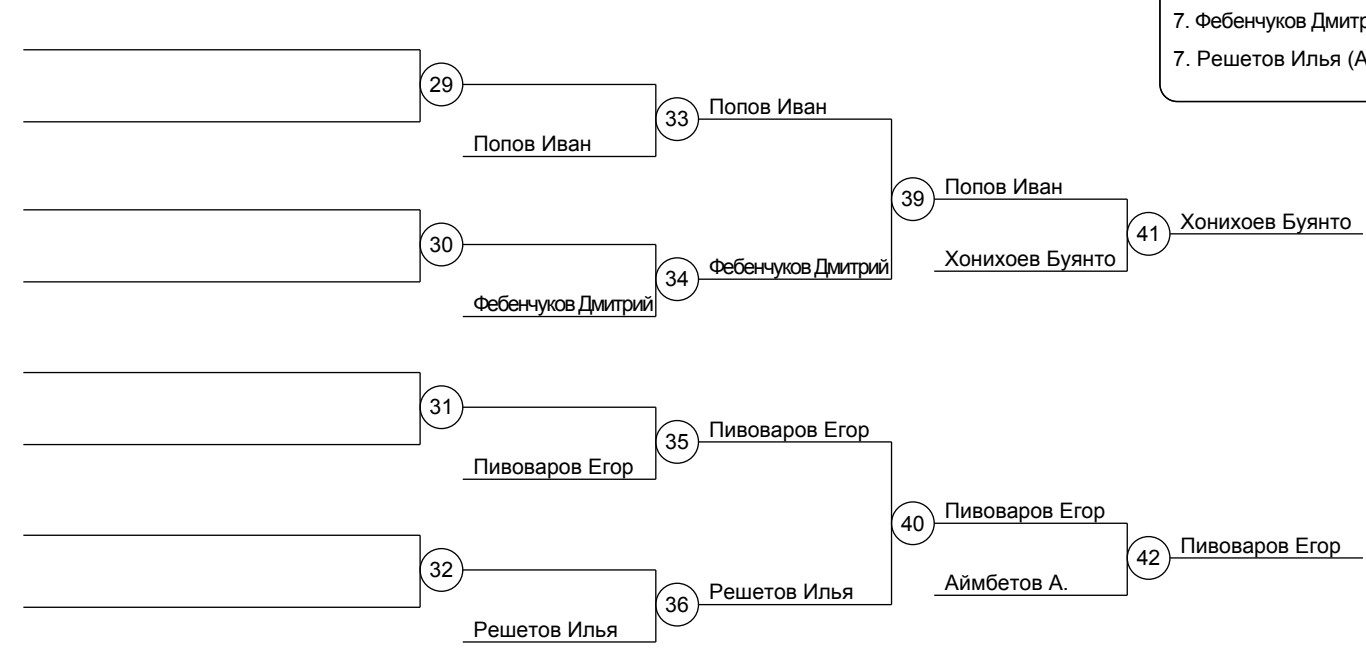 7. Фебенчуков Дмитр
7. Решетов Илья (А
29
33
Попов Иван
Попов Иван
39
Попов Иван
41
Хонихоев Буянто
30
34
Фебенчуков Дмитрий
Хонихоев Буянто
Фебенчуков Дмитрий
31
35
Пивоваров Егор
Пивоваров Егор
40
Пивоваров Егор
42
Пивоваров Егор
32
36
Решетов Илья
Аймбетов А.
Решетов Илья